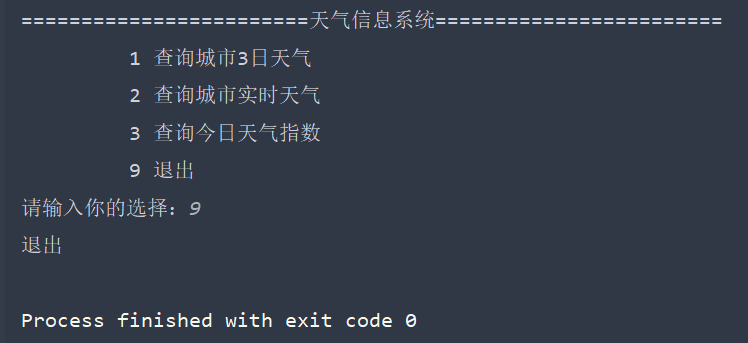 ========================天气信息系统========================
1 查询城市3日天气
2 查询城市实时天气
3 查询今日天气指数
9 退出
请输入你的选择：9
退出
Process finished with exit code 0